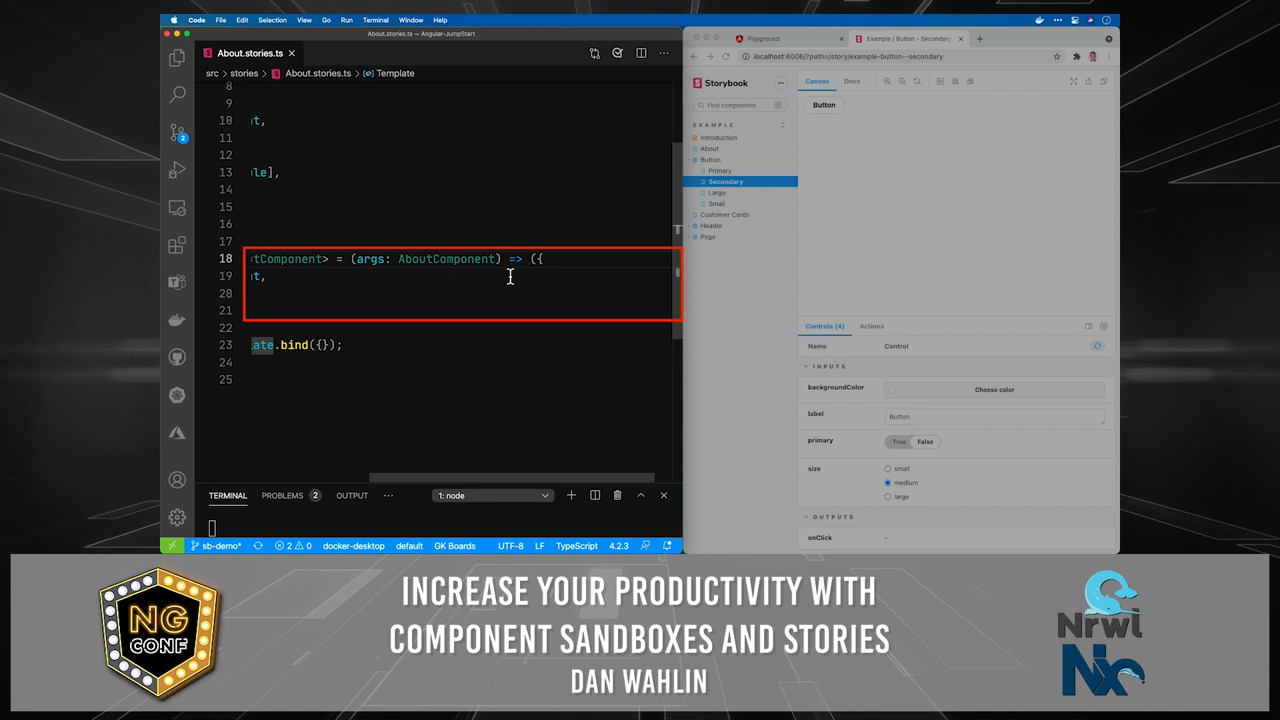 Code File Edit Selection View Go Run Terminal Window Help
About.stories.ts — Angular-JumpStart
About.stories.ts
src > stories > About.stories.ts > Template
8
9
10 t,
11
12
13 le],
14
15
16
17
18 tComponent> = (args: AboutComponent) => ({
19 t,
20
21
22
23 ate.bind({});
24
25
2
TERMINAL PROBLEMS 2 OUTPUT ··· 1: node
sb-demo* 2 0 docker-desktop default GK Boards UTF-8 LF TypeScript 4.2.3
Playground Example / Button - Secondary
localhost:6006/?path=/story/example-button--secondary
Storybook
Find components
/
EXAMPLE
Introduction
About
Button
Primary
Secondary
Large
Small
Customer Cards
Header
Page
Canvas Docs
Button
Controls (4) Actions
Name Control
INPUTS
backgroundColor Choose color
label Button
primary True False
size small
medium
large
OUTPUTS
onClick -
NG
CONF
INCREASE YOUR PRODUCTIVITY WITH
COMPONENT SANDBOXES AND STORIES
DAN WAHLIN
Nrwl
Nx